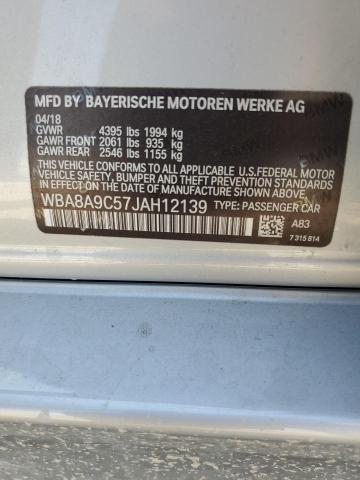 MFD BY BAYERISCHE MOTOREN WERKE AG
04/18
GVWR 4395 lbs 1994 kg
GAWR FRONT 2061 lbs 935 kg
GAWR REAR 2546 lbs 1155 kg
THIS VEHICLE CONFORMS TO ALL APPLICABLE U.S.FEDERAL MOTOR
VEHICLE SAFETY, BUMPER AND THEFT PREVENTION STANDARDS
IN EFFECT ON THE DATE OF MANUFACTURE SHOWN ABOVE.
WBA8A9C57JAH12139 TYPE: PASSENGER CAR
A83
7 315 814